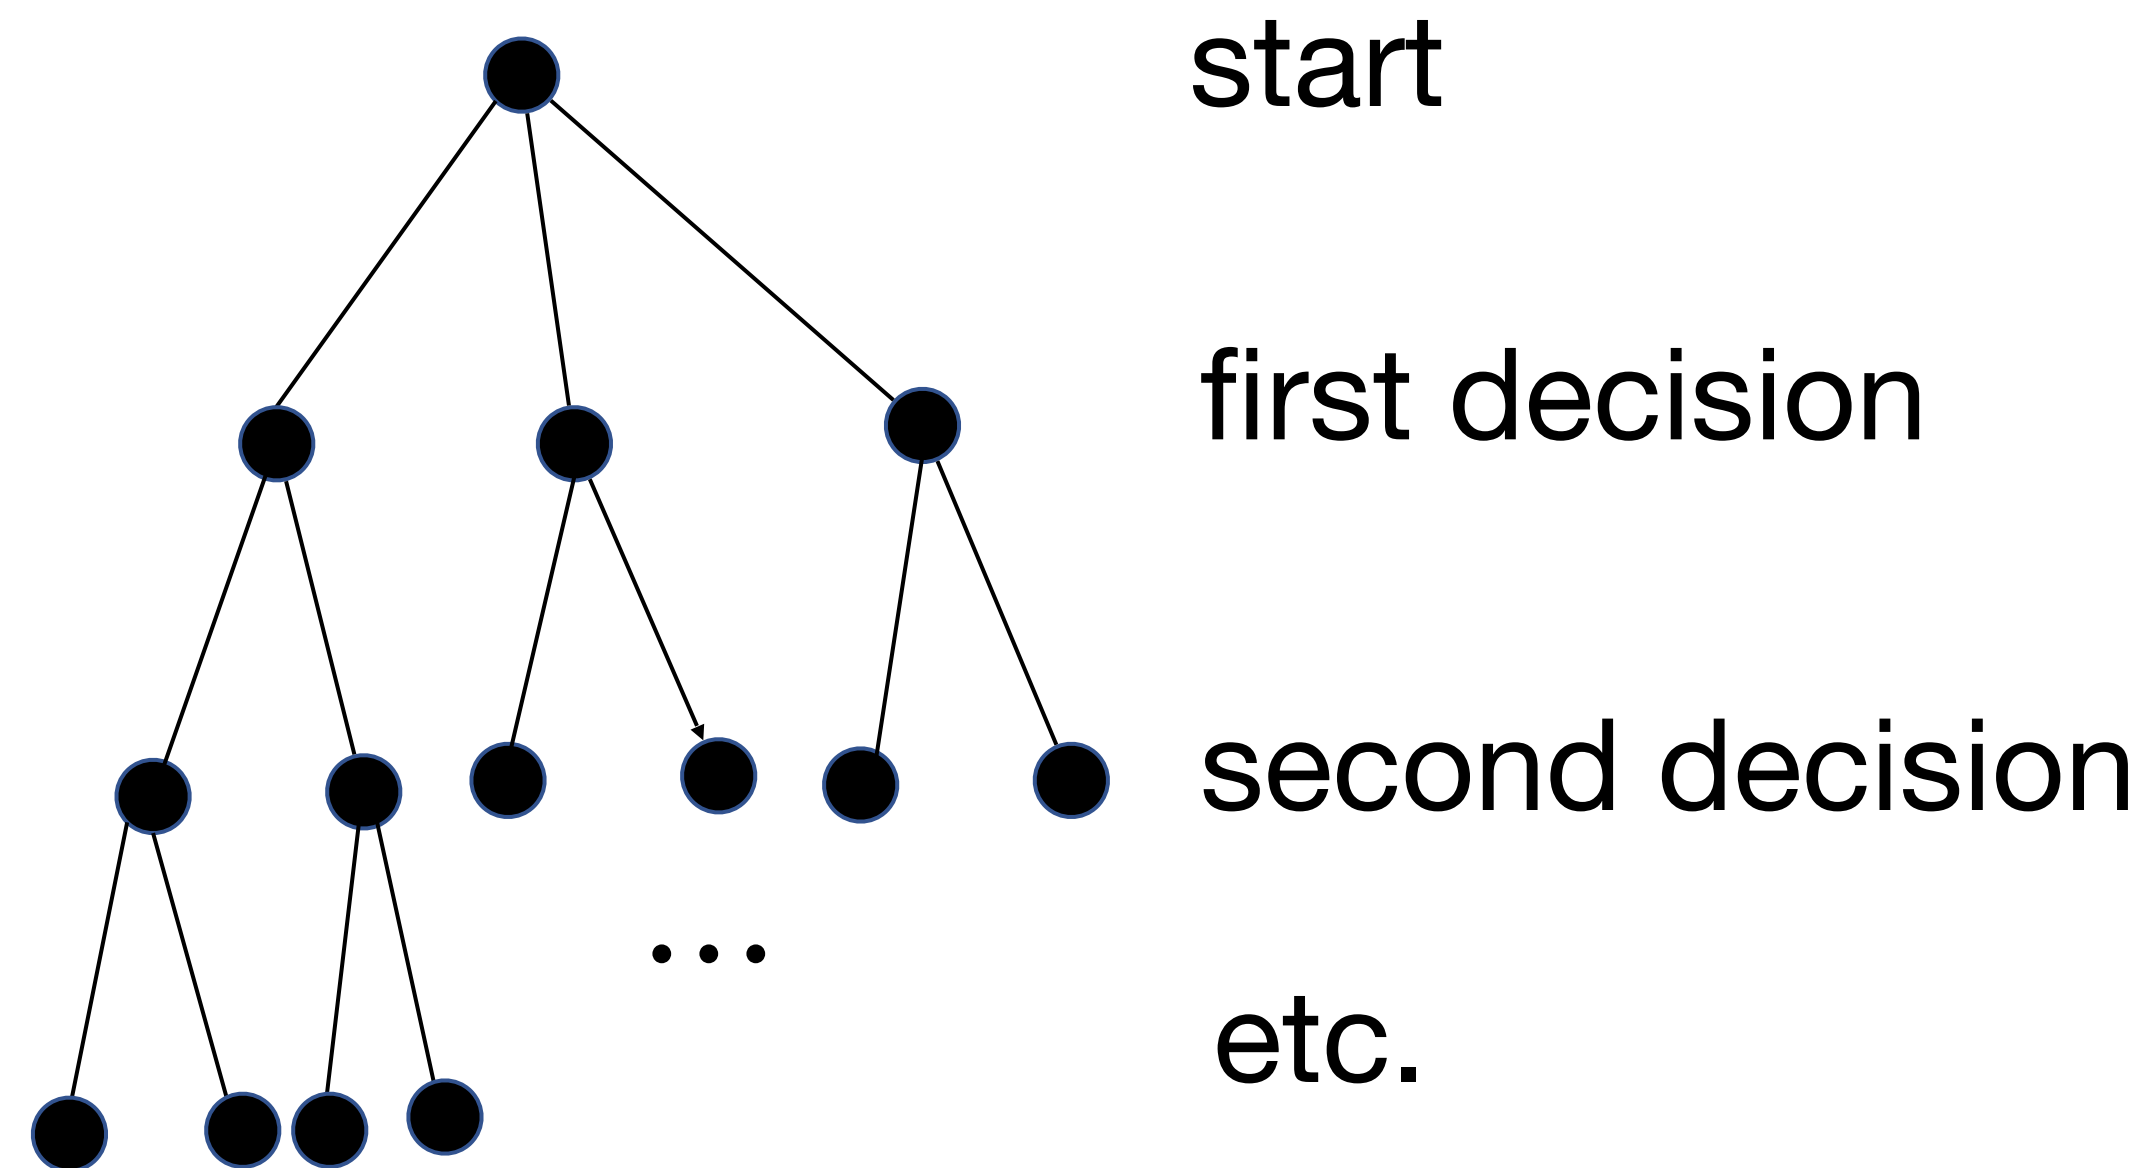 start
first decision
second decision
...
etc.